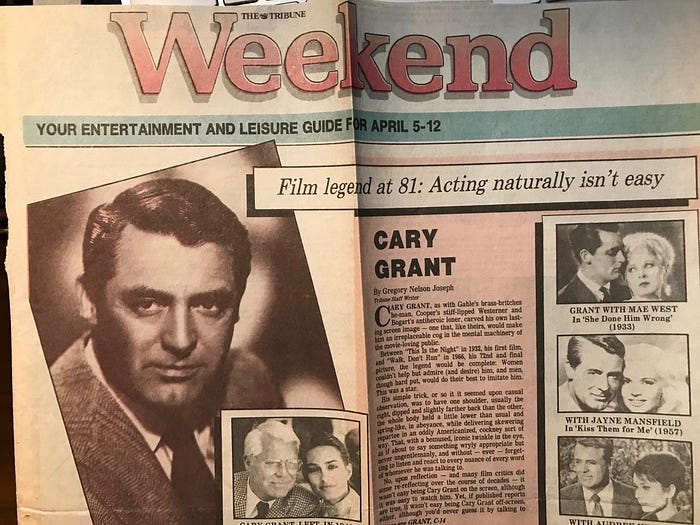 THE TRIBUNE
Weekend
YOUR ENTERTAINMENT AND LEISURE GUIDE FOR APRIL 5-12
Film legend at 81: Acting naturally isn't easy
CARY
GRANT
By Gregory Nelson Joseph
Tribune Staff Writer
CARY GRANT, as with Gable's brass-britches
he-man, Cooper's stiff-lipped Westerner and
Bogart's antiheroic loner, carved his own last-
ing screen image — one that, like theirs, would make
him an irreplaceable cog in the mental machinery of
the movie-loving public.
Between "This Is the Night" in 1932, his first film,
and "Walk, Don't Run" in 1966, his 72nd and final
picture, the legend would be complete: Women
couldn't help but admire (and desire) him, and men,
though hard put, would do their best to imitate him.
This was a star.
His simple trick, or so it seemed upon casual
observation, was to have one shoulder, usually the
right, dipped and slightly farther back than the other,
the whole body held a little lower than usual and
spring-like, in abeyance, while delivering skewering
repartee in an oddly Americanized, cockney sort of
way. That, with a bemused, ironic twinkle in the eye,
as if about to say something wryly appropriate but
never ungentlemanly, and without — ever — forget-
ting to listen and react to every nuance of every word
of whomever he was talking to.
No, upon reflection — and many film critics did
some re-reflecting over the course of decades — it
wasn't easy being Cary Grant on the screen, although
it was easy to watch him. Yet, if published reports
are true, it wasn't easy being Cary Grant off-screen,
either, although you'd never guess it by talking to
GRANT, C-14
GRANT WITH MAE WEST
In 'She Done Him Wrong'
(1933)
WITH JAYNE MANSFIELD
In 'Kiss Them for Me' (1957)
WITH AUDREY
CARY GRANT, LEFT, IN